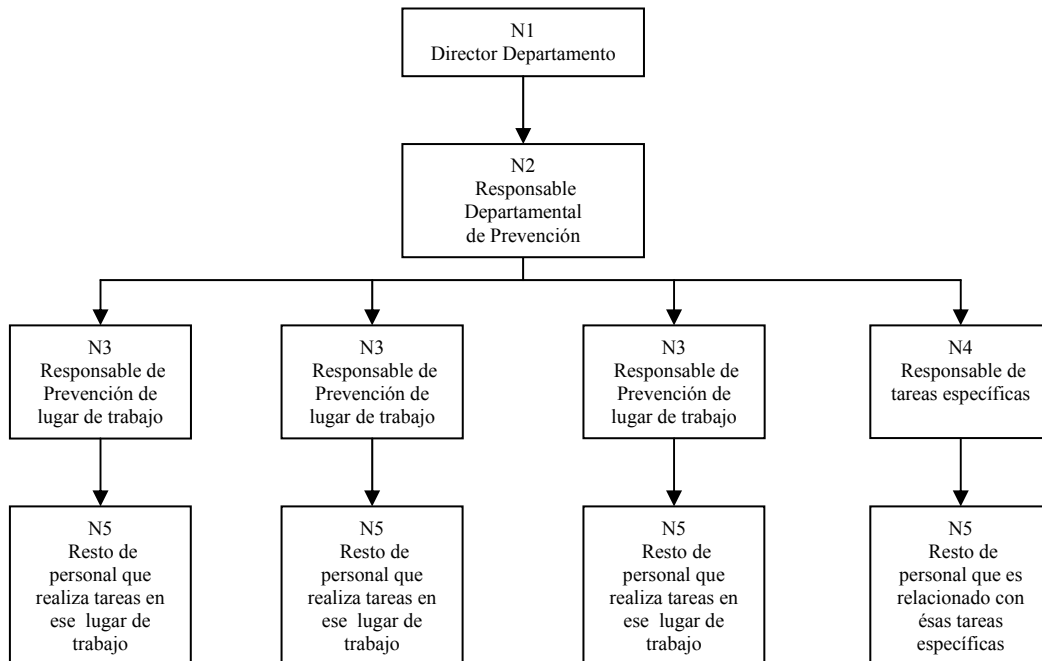 N1
Director Departamento
N2
Responsable
Departamental
de Prevención
N3
Responsable de
Prevención de
lugar de trabajo
N3
Responsable de
Prevención de
lugar de trabajo
N3
Responsable de
Prevención de
lugar de trabajo
N4
Responsable de
tareas específicas
N5
Resto de
personal que
realiza tareas en
ese lugar de
trabajo
N5
Resto de
personal que
realiza tareas en
ese lugar de
trabajo
N5
Resto de
personal que
realiza tareas en
ese lugar de
trabajo
N5
Resto de
personal que es
relacionado con
ésas tareas
específicas